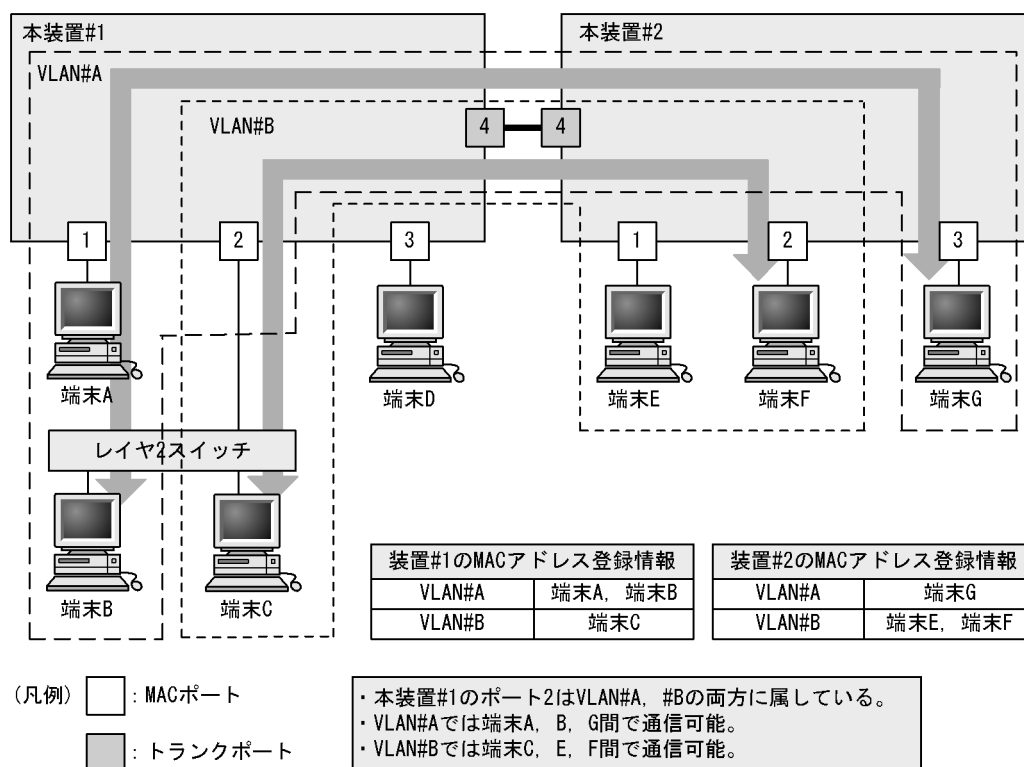 本装置#1
本装置#2
VLAN#A
VLAN#B
4
4
1
2
3
1
2
3
端末A
端末D
端末E
端末F
端末G
レイヤ2スイッチ
端末B
端末C
装置#1のMACアドレス登録情報
VLAN#A 端末A, 端末B
VLAN#B 端末C
装置#2のMACアドレス登録情報
VLAN#A 端末G
VLAN#B 端末E, 端末F
(凡例) : MACポート
: トランクポート
・本装置#1のポート2はVLAN#A, #Bの両方に属している。
・VLAN#Aでは端末A, B, G間で通信可能。
・VLAN#Bでは端末C, E, F間で通信可能。